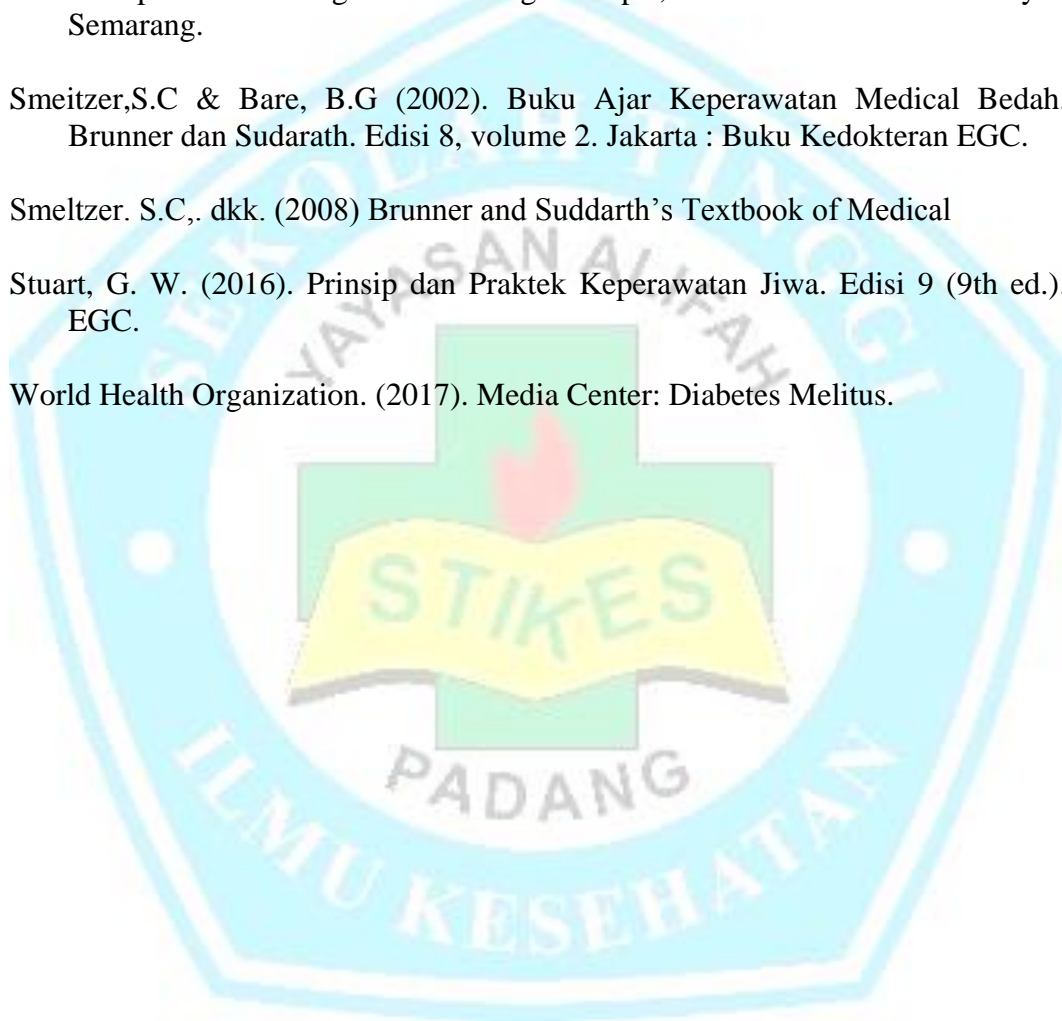 Semarang.
Smeitzer,S.C & Bare, B.G (2002). Buku Ajar Keperawatan Medical Bedah.
Brunner dan Sudarath. Edisi 8, volume 2. Jakarta : Buku Kedokteran EGC.
Smeltzer. S.C,. dkk. (2008) Brunner and Suddarth’s Textbook of Medical
Stuart, G. W. (2016). Prinsip dan Praktek Keperawatan Jiwa. Edisi 9 (9th ed.).
EGC.
World Health Organization. (2017). Media Center: Diabetes Melitus.
SEKOLAH TINGGI
YAYASAN ALIFAH
STIKES
PADANG
ILMU KESEHATAN